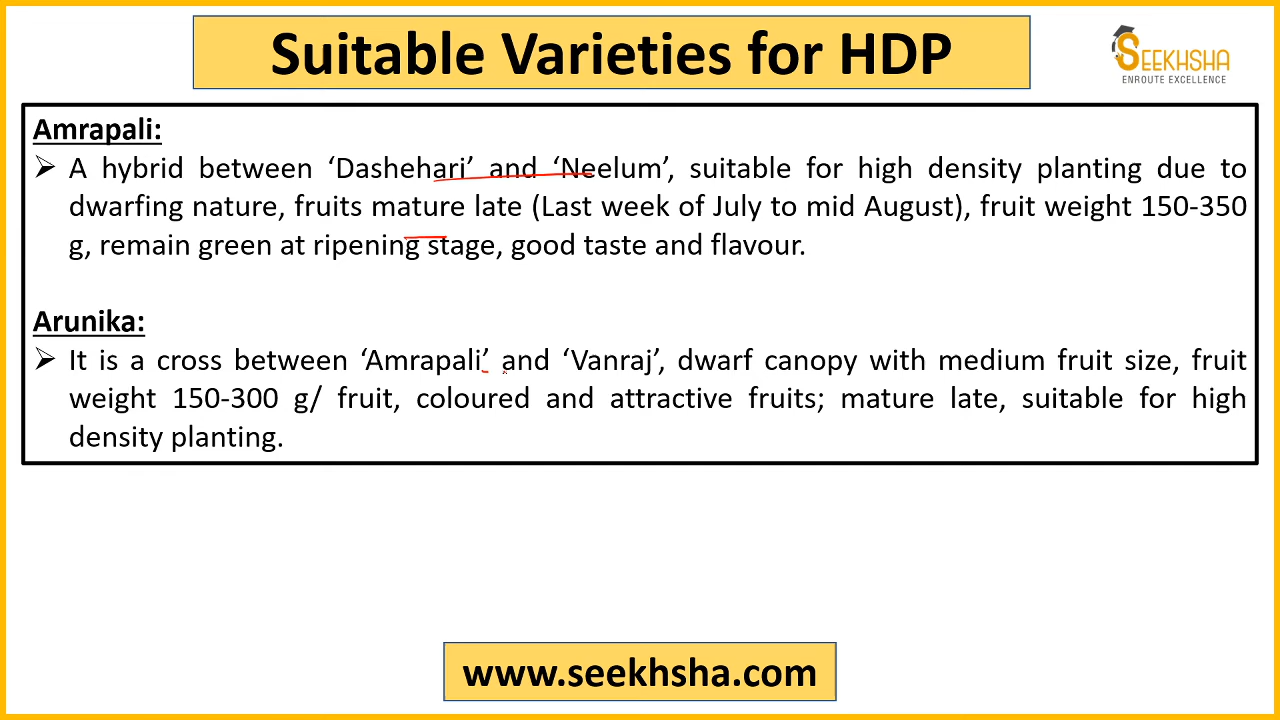 Suitable Varieties for HDP
SEEKHSHA
ENROUTE EXCELLENCE
Amrapali:
➢ A hybrid between ‘Dashehari’ and ‘Neelum’, suitable for high density planting due to
dwarfing nature, fruits mature late (Last week of July to mid August), fruit weight 150-350
g, remain green at ripening stage, good taste and flavour.
Arunika:
➢ It is a cross between ‘Amrapali’ and ‘Vanraj’, dwarf canopy with medium fruit size, fruit
weight 150-300 g/ fruit, coloured and attractive fruits; mature late, suitable for high
density planting.
www.seekhsha.com